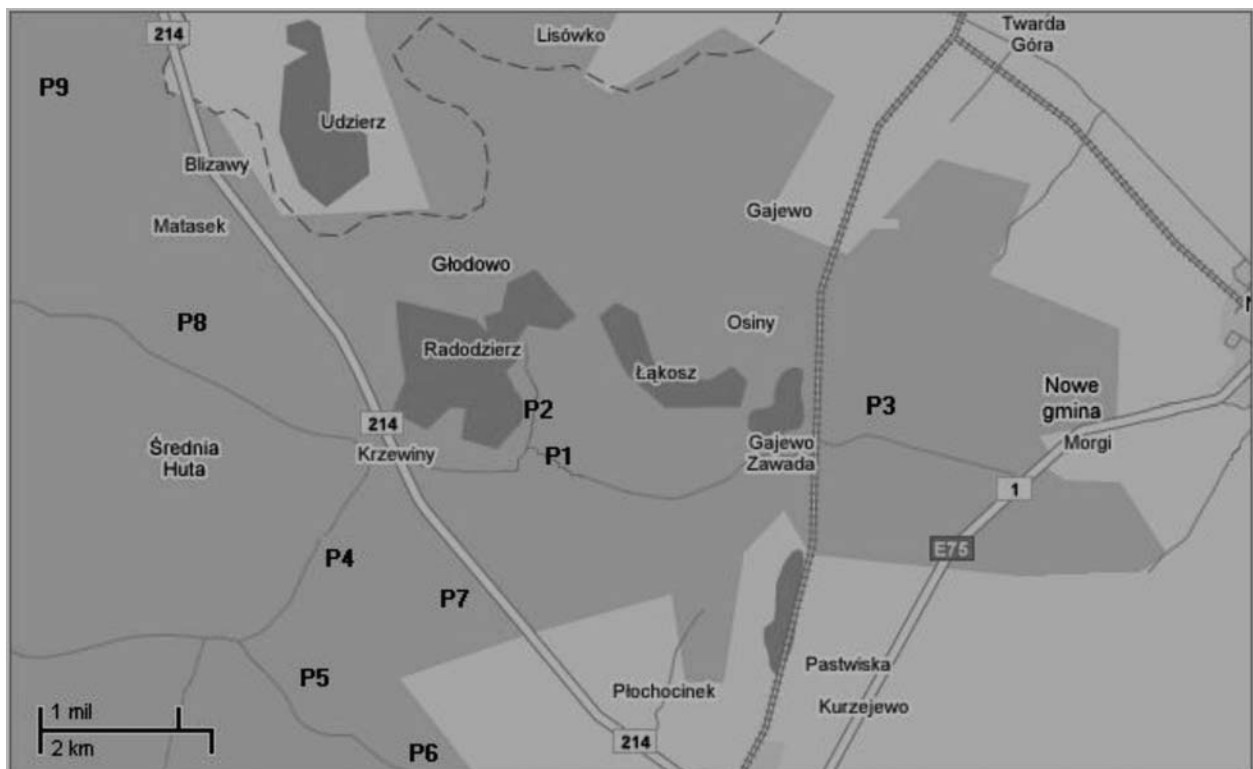 214
Lisówko
Twarda
Góra
P9
Udzierz
Blizawy
Gajewo
Matasek
Głodowo
P8
Osiny
N
Radodzierz
Łąkosz
P2
P3
Nowe
gmina
214
Średnia
Huta
Krzewiny
P1
Gajewo
Zawada
Morgi
1
P4
E75
P7
P5
Pastwiska
Płochocinek
Kurzejewo
1 mil
2 km
P6
214